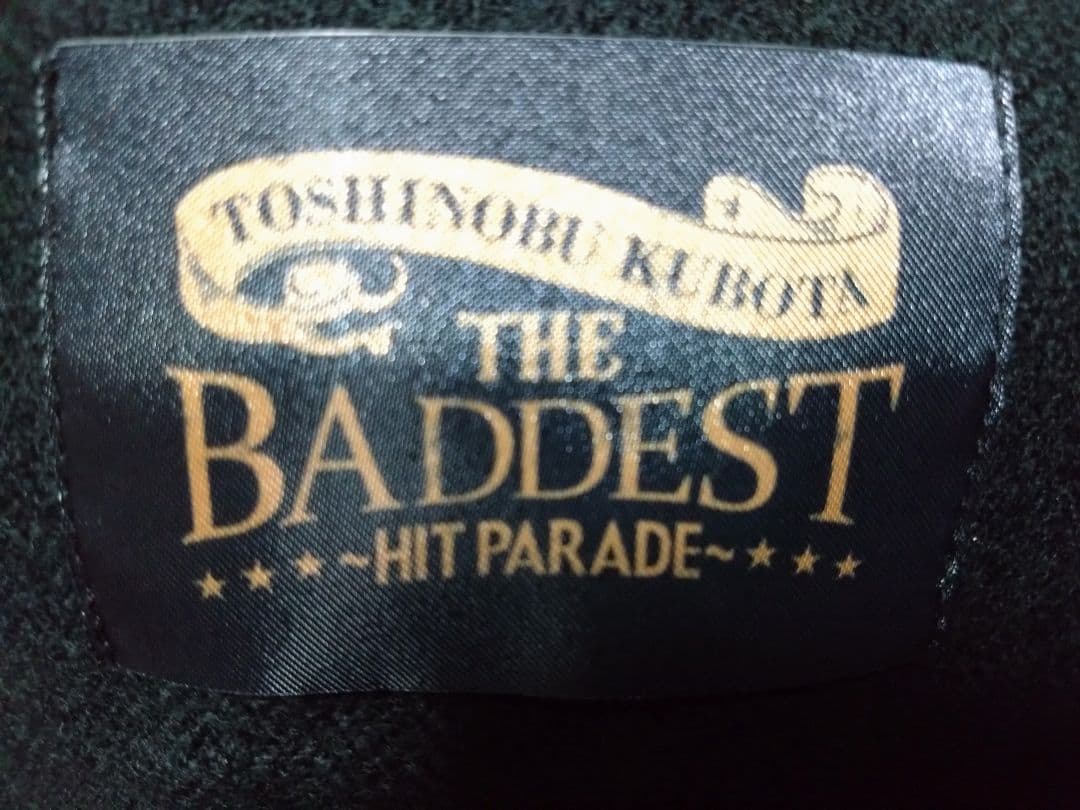 TOSHINOBU KUBOTA
THE
BADDEST
~HIT PARADE~